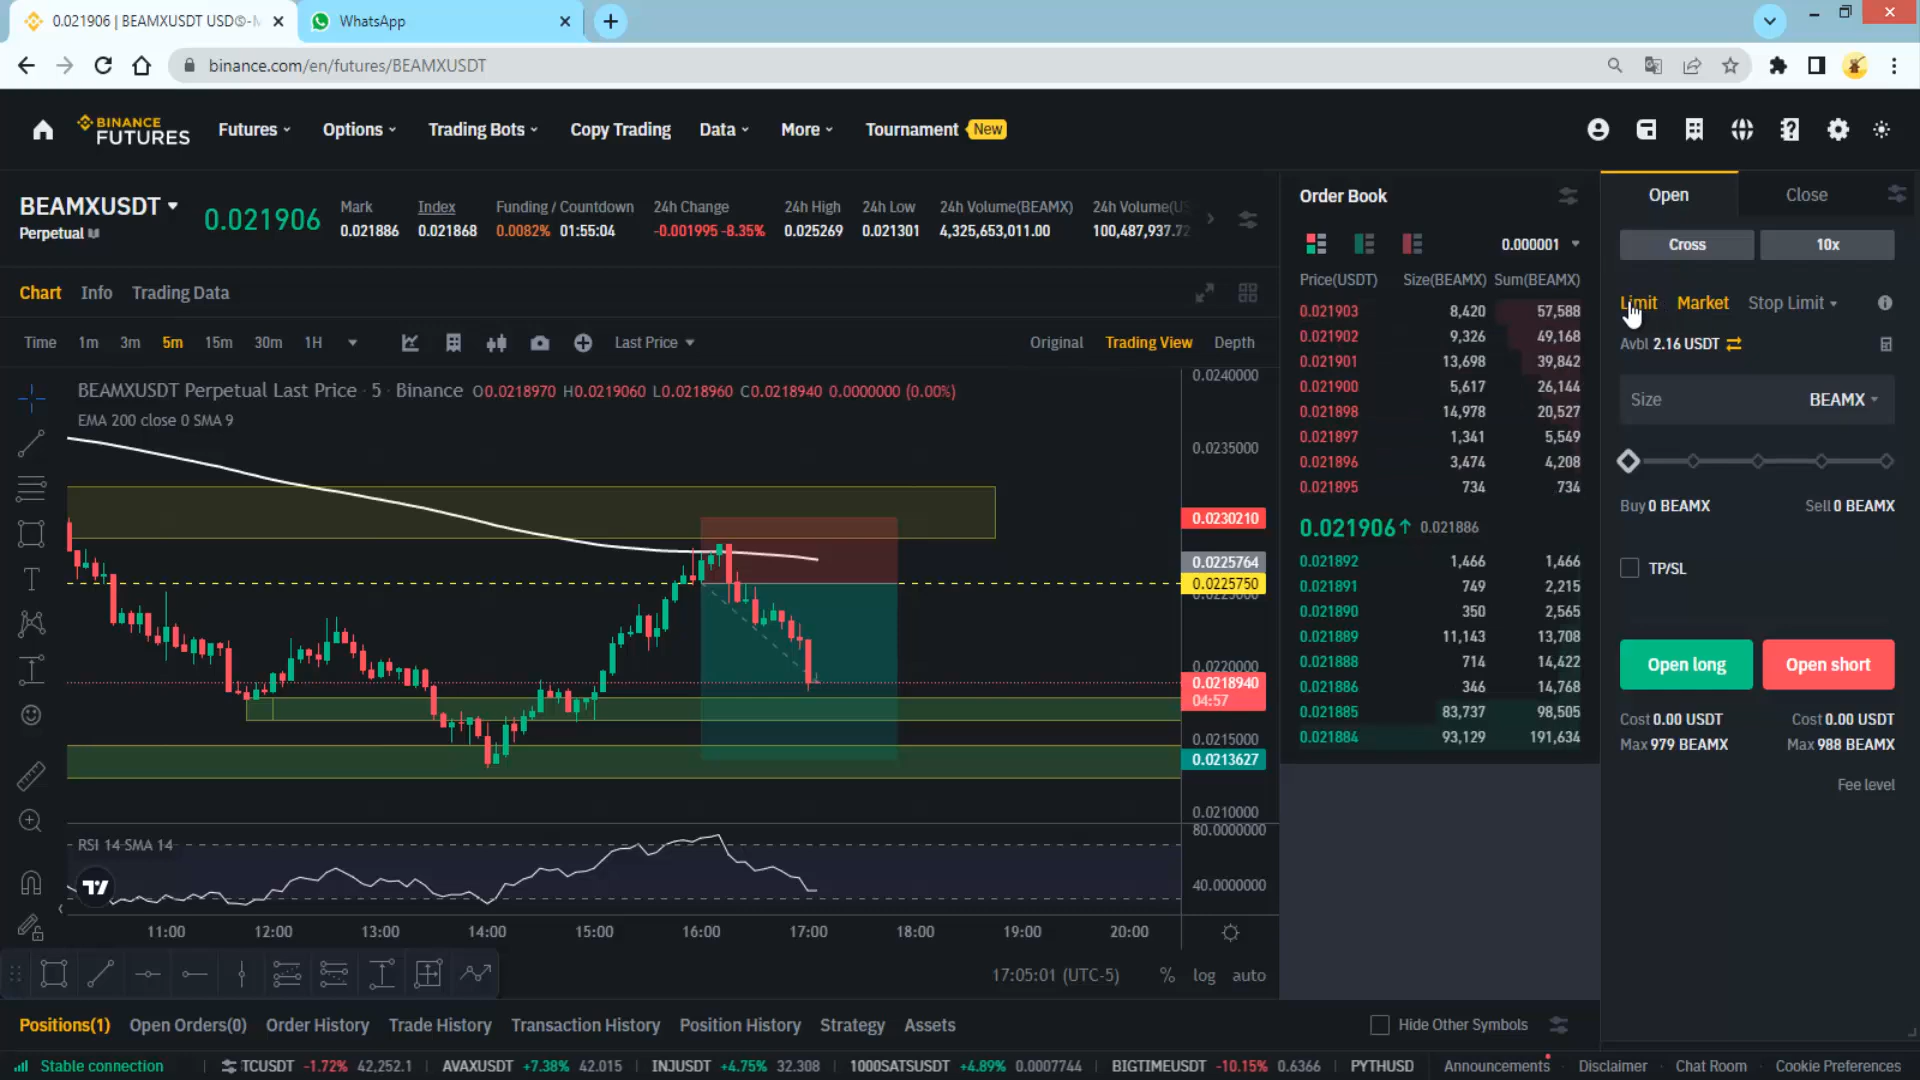 0.021906 | BEAMXUSDT USDⓈ-M
WhatsApp
binance.com/en/futures/BEAMXUSDT
BINANCE
FUTURES
Futures
Options
Trading Bots
Copy Trading
Data
More
Tournament
New
BEAMXUSDT
Perpetual
0.021906
Mark
0.021886
Index
0.021868
Funding / Countdown
0.0082% 01:55:04
24h Change
-0.001995 -8.35%
24h High
0.025269
24h Low
0.021301
24h Volume(BEAMX)
4,325,653,011.00
24h Volume(US
100,487,937.72
Chart
Info
Trading Data
Time
1m
3m
5m
15m
30m
1H
Last Price
Original
Trading View
Depth
BEAMXUSDT Perpetual Last Price · 5 · Binance O0.0218970 H0.0219060 L0.0218960 C0.0218940 0.0000000 (0.00%)
EMA 200 close 0 SMA 9
0.0240000
0.0235000
0.0230210
0.0225764
0.0225750
0.0220000
0.0218940
04:57
0.0215000
0.0213627
0.0210000
RSI 14 SMA 14
80.0000000
40.0000000
11:00
12:00
13:00
14:00
15:00
16:00
17:00
18:00
19:00
20:00
17:05:01 (UTC-5)
%
log
auto
Order Book
0.000001
Price(USDT) Size(BEAMX) Sum(BEAMX)
0.021903 8,420 57,588
0.021902 9,326 49,168
0.021901 13,698 39,842
0.021900 5,617 26,144
0.021898 14,978 20,527
0.021897 1,341 5,549
0.021896 3,474 4,208
0.021895 734 734
0.021906↑ 0.021886
0.021892 1,466 1,466
0.021891 749 2,215
0.021890 350 2,565
0.021889 11,143 13,708
0.021888 714 14,422
0.021886 346 14,768
0.021885 83,737 98,505
0.021884 93,129 191,634
Open
Close
Cross
10x
Limit
Market
Stop Limit
Avbl 2.16 USDT
Size
BEAMX
Buy 0 BEAMX
Sell 0 BEAMX
TP/SL
Open long
Open short
Cost 0.00 USDT
Cost 0.00 USDT
Max 979 BEAMX
Max 988 BEAMX
Fee level
Positions(1)
Open Orders(0)
Order History
Trade History
Transaction History
Position History
Strategy
Assets
Hide Other Symbols
Stable connection
TCUSDT -1.72% 42,252.1
AVAXUSDT +7.38% 42.015
INJUSDT +4.75% 32.308
1000SATSUSDT +4.89% 0.0007744
BIGTIMEUSDT -10.15% 0.6366
PYTHUSD
Announcements
Disclaimer
Chat Room
Cookie Preferences